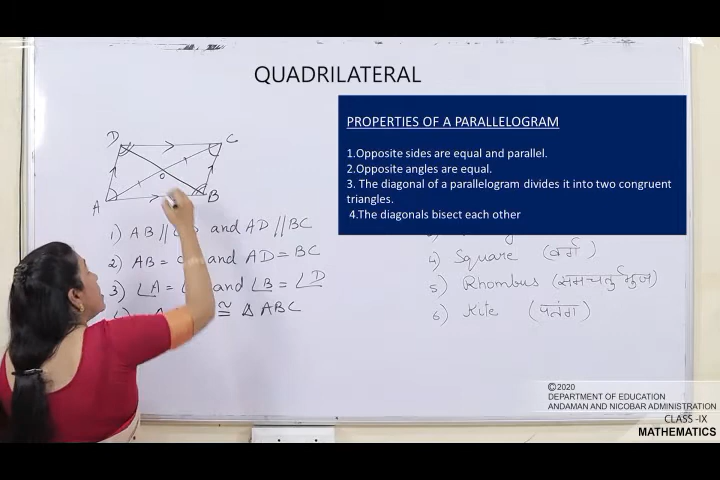 QUADRILATERAL
D
C
O
A
B
1) AB // and AD // BC
2) AB = and AD = BC
3) ∠A = and ∠B = ∠D
≅ Δ ABC
PROPERTIES OF A PARALLELOGRAM
1.Opposite sides are equal and parallel.
2.Opposite angles are equal.
3. The diagonal of a parallelogram divides it into two congruent
triangles.
4.The diagonals bisect each other
4) Square (वर्ग)
5) Rhombus (समचतुर्भुज)
6) Kite (पतंग)
©2020
DEPARTMENT OF EDUCATION
ANDAMAN AND NICOBAR ADMINISTRATION
CLASS -IX
MATHEMATICS